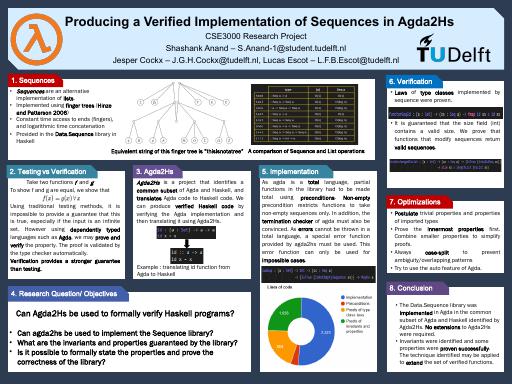 Producing a Verified Implementation of Sequences in Agda2Hs
CSE3000 Research Project
Shashank Anand – S.Anand-1@student.tudelft.nl
Jesper Cockx – J.G.H.Cockx@tudelft.nl, Lucas Escot – L.F.B.Escot@tudelft.nl
TU Delft
1. Sequences
• Sequences are an alternative
implementation of lists.
• Implemented using finger trees (Hinze
and Patterson 2006)
• Constant time access to ends (fingers),
and logarithmic time concatenation
• Provided in the Data.Sequence library in
Haskell
Equivalent string of this finger tree is "thisisnotatree"
A comparison of Sequence and List operations
2. Testing vs Verification
Take two functions f and g
To show f and g are equal, we show that
f(x) = g(x) ∀ x
Using traditional testing methods, it is
impossible to provide a guarantee that this
is true, especially if the input is an infinite
set. However using dependently typed
languages such as Agda, we may prove and
verify the property. The proof is validated by
the type checker automatically.
Verification provides a stronger guarantee
than testing.
3. Agda2Hs
Agda2Hs is a project that identifies a
common subset of Agda and Haskell, and
translates Agda code to Haskell code. We
can produce verified Haskell code by
verifying the Agda implementation and
then translating it using Agda2Hs.
Example : translating id function from
Agda to Haskell
4. Research Question/ Objectives
Can Agda2Hs be used to formally verify Haskell programs?
• Can agda2hs be used to implement the Sequence library?
• What are the invariants and properties guaranteed by the library?
• Is it possible to formally state the properties and prove the
correctness of the library?
5. Implementation
As agda is a total language, partial
functions in the library had to be made
total using preconditions. Non-empty
precondition restricts functions to take
non-empty sequences only. In addition, the
termination checker of agda must be
convinced. As errors cannot be thrown in a
total language, a special error function
provided by agda2hs must be used. This
error function can only be used for
impossible cases.
Lines of code
Implementation
Preconditions
Proofs of type
class laws
Proofs of
invariants and
properties
6. Verification
• Laws of type classes implemented by
sequence were proven.
• It is guaranteed that the size field (int)
contains a valid size. We prove that
functions that modify sequences return
valid sequences.
7. Optimizations
• Postulate trivial properties and properties
of imported types.
• Prove the innermost properties first.
Combine smaller properties to simplify
proofs.
• Always case-split to prevent
ambiguity/overlapping patterns
• Try to use the auto feature of Agda.
8. Conclusion
• The Data.Sequence library was
implemented in Agda in the common
subset of Agda and Haskell identified by
Agda2Hs. No extensions to Agda2Hs
were required.
• Invariants were identified and some
properties were proven successfully.
The technique identified may be applied
to extend the set of verified functions.